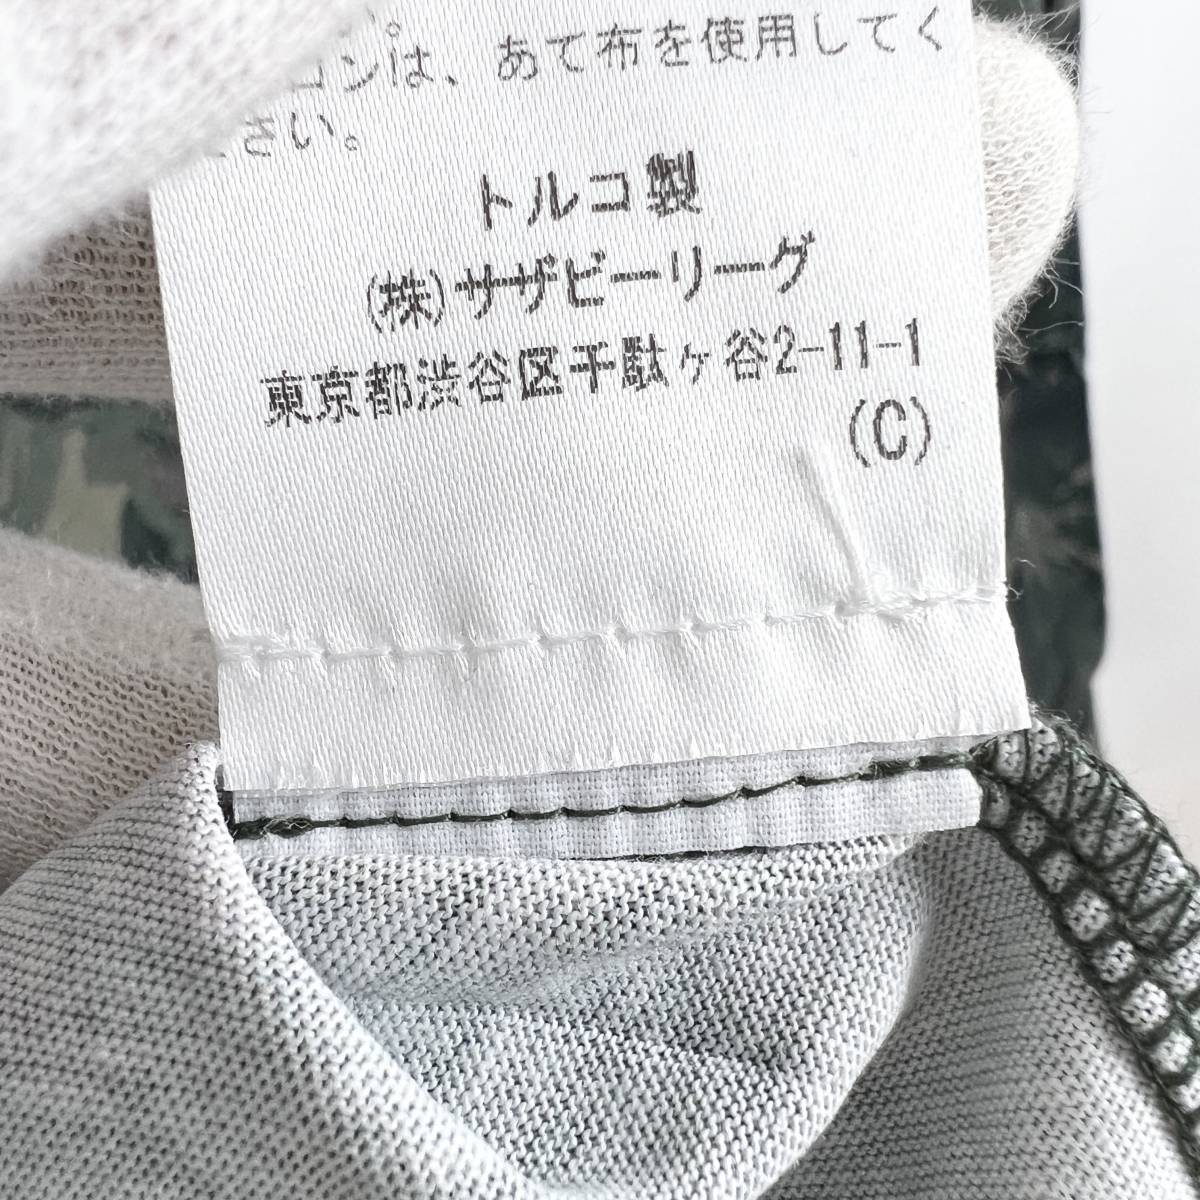 ンは、あて布を使用してく
さい。
トルコ製
(株)サザビーリーグ
東京都渋谷区千駄ヶ谷2-11-1
(C)